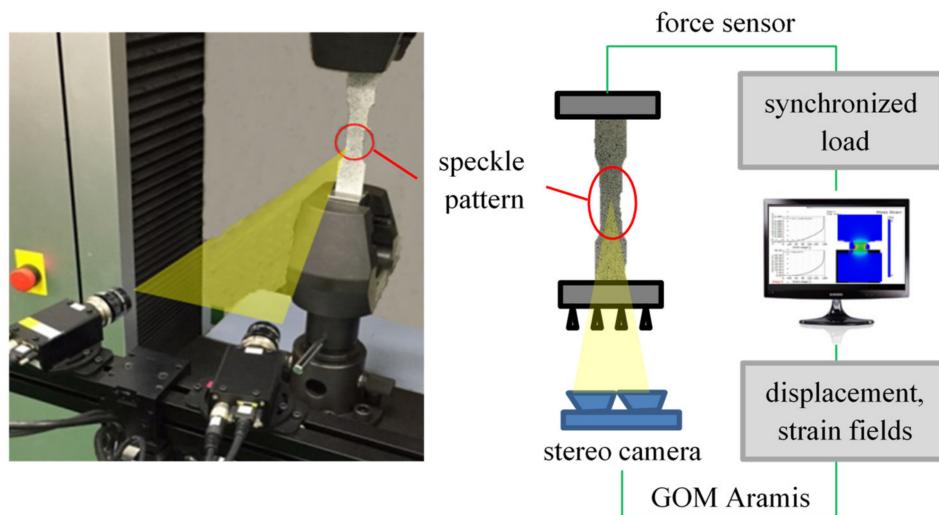 force sensor
synchronized
load
speckle
pattern
displacement,
strain fields
stereo camera
GOM Aramis